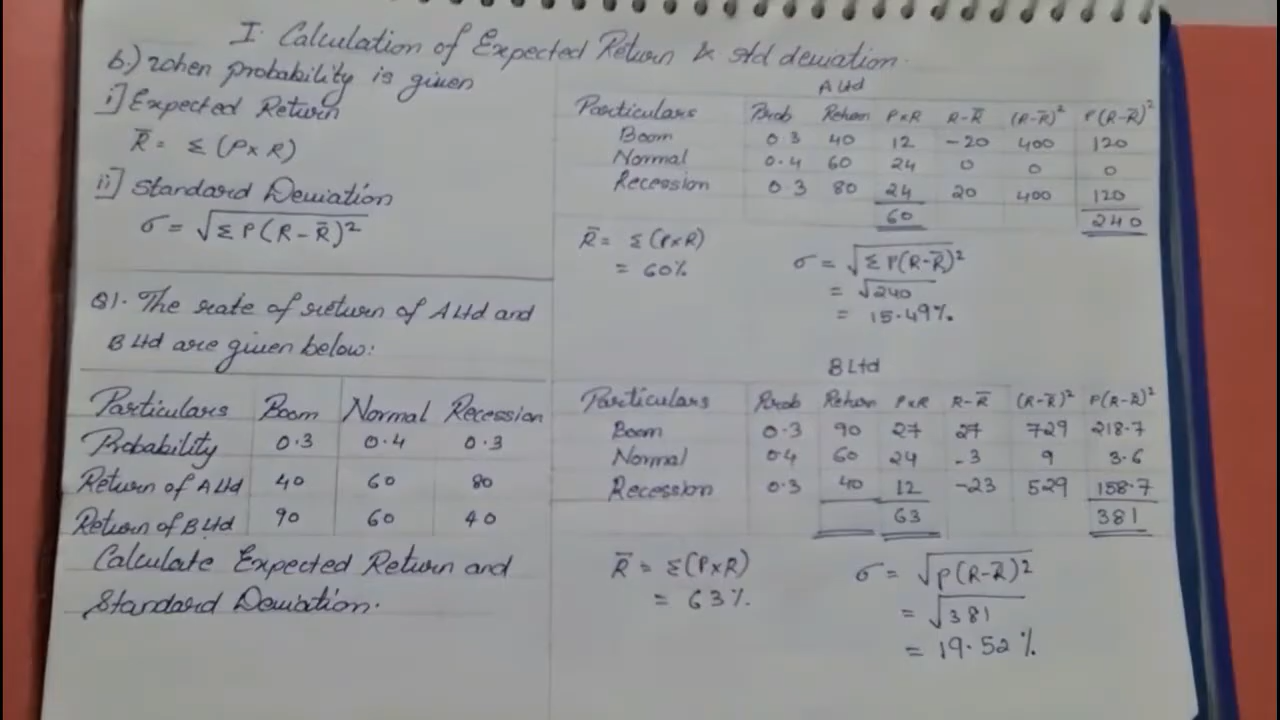 I. Calculation of Expected Return & std deviation.
b.) when probability is given
i] Expected Return
R̄ = Σ (P×R)
ii] Standard Deviation
σ = √ΣP(R-R̄)²
Q1. The rate of return of A Ltd and
B Ltd are given below:
Particulars Boom Normal Recession
Probability 0.3 0.4 0.3
Return of A Ltd 40 60 80
Return of B Ltd 90 60 40
Calculate Expected Return and
Standard Deviation.
A Ltd
Particulars Prob Return P×R R-R̄ (R-R̄)² P(R-R̄)²
Boom 0.3 40 12 -20 400 120
Normal 0.4 60 24 0 0 0
Recession 0.3 80 24 20 400 120
60 240
R̄ = Σ(P×R)
= 60%
σ = √ΣP(R-R̄)²
= √240
= 15.49%
B Ltd
Particulars Prob Return P×R R-R̄ (R-R̄)² P(R-R̄)²
Boom 0.3 90 27 27 729 218.7
Normal 0.4 60 24 -3 9 3.6
Recession 0.3 40 12 -23 529 158.7
63 381
R̄ = Σ(P×R)
= 63%
σ = √P(R-R̄)²
= √381
= 19.52%